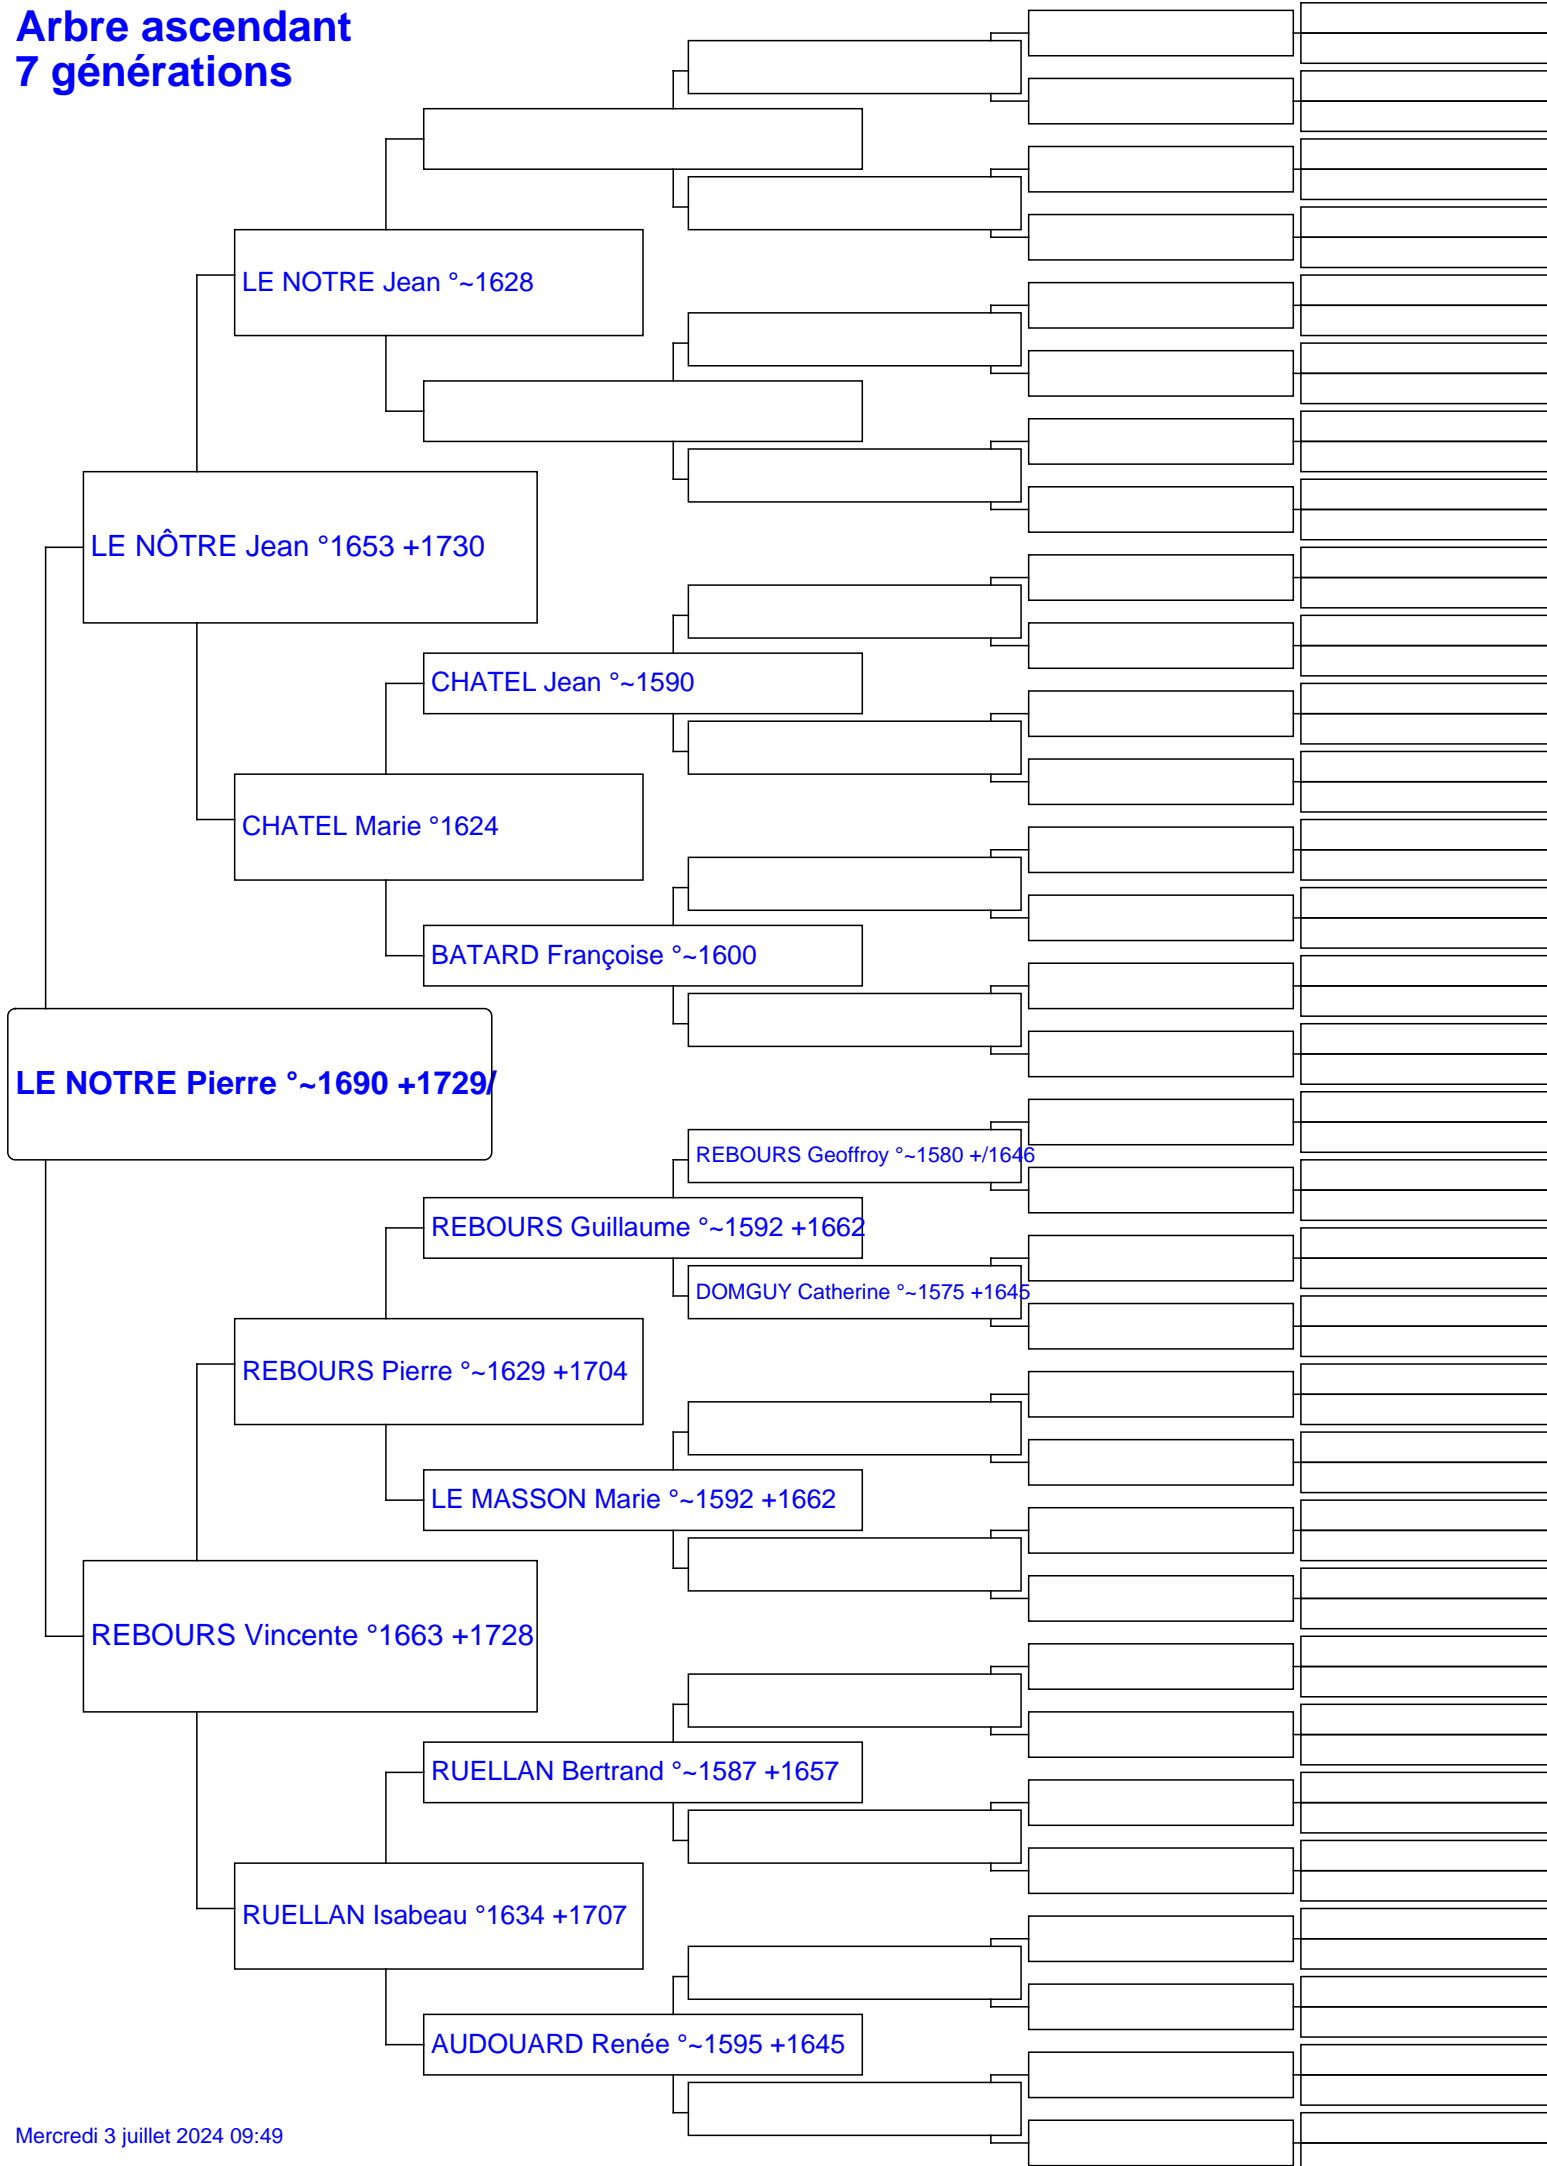 Arbre ascendant
7 générations
LE NOTRE Jean °~1628
LE NÔTRE Jean °1653 +1730
CHATEL Jean °~1590
CHATEL Marie °1624
BATARD Françoise °~1600
LE NOTRE Pierre °~1690 +1729/
REBOURS Geoffroy °~1580 +/1646
REBOURS Guillaume °~1592 +1662
DOMGUY Catherine °~1575 +1645
REBOURS Pierre °~1629 +1704
LE MASSON Marie °~1592 +1662
REBOURS Vincente °1663 +1728
RUELLAN Bertrand °~1587 +1657
RUELLAN Isabeau °1634 +1707
AUDOUARD Renée °~1595 +1645
Mercredi 3 juillet 2024 09:49